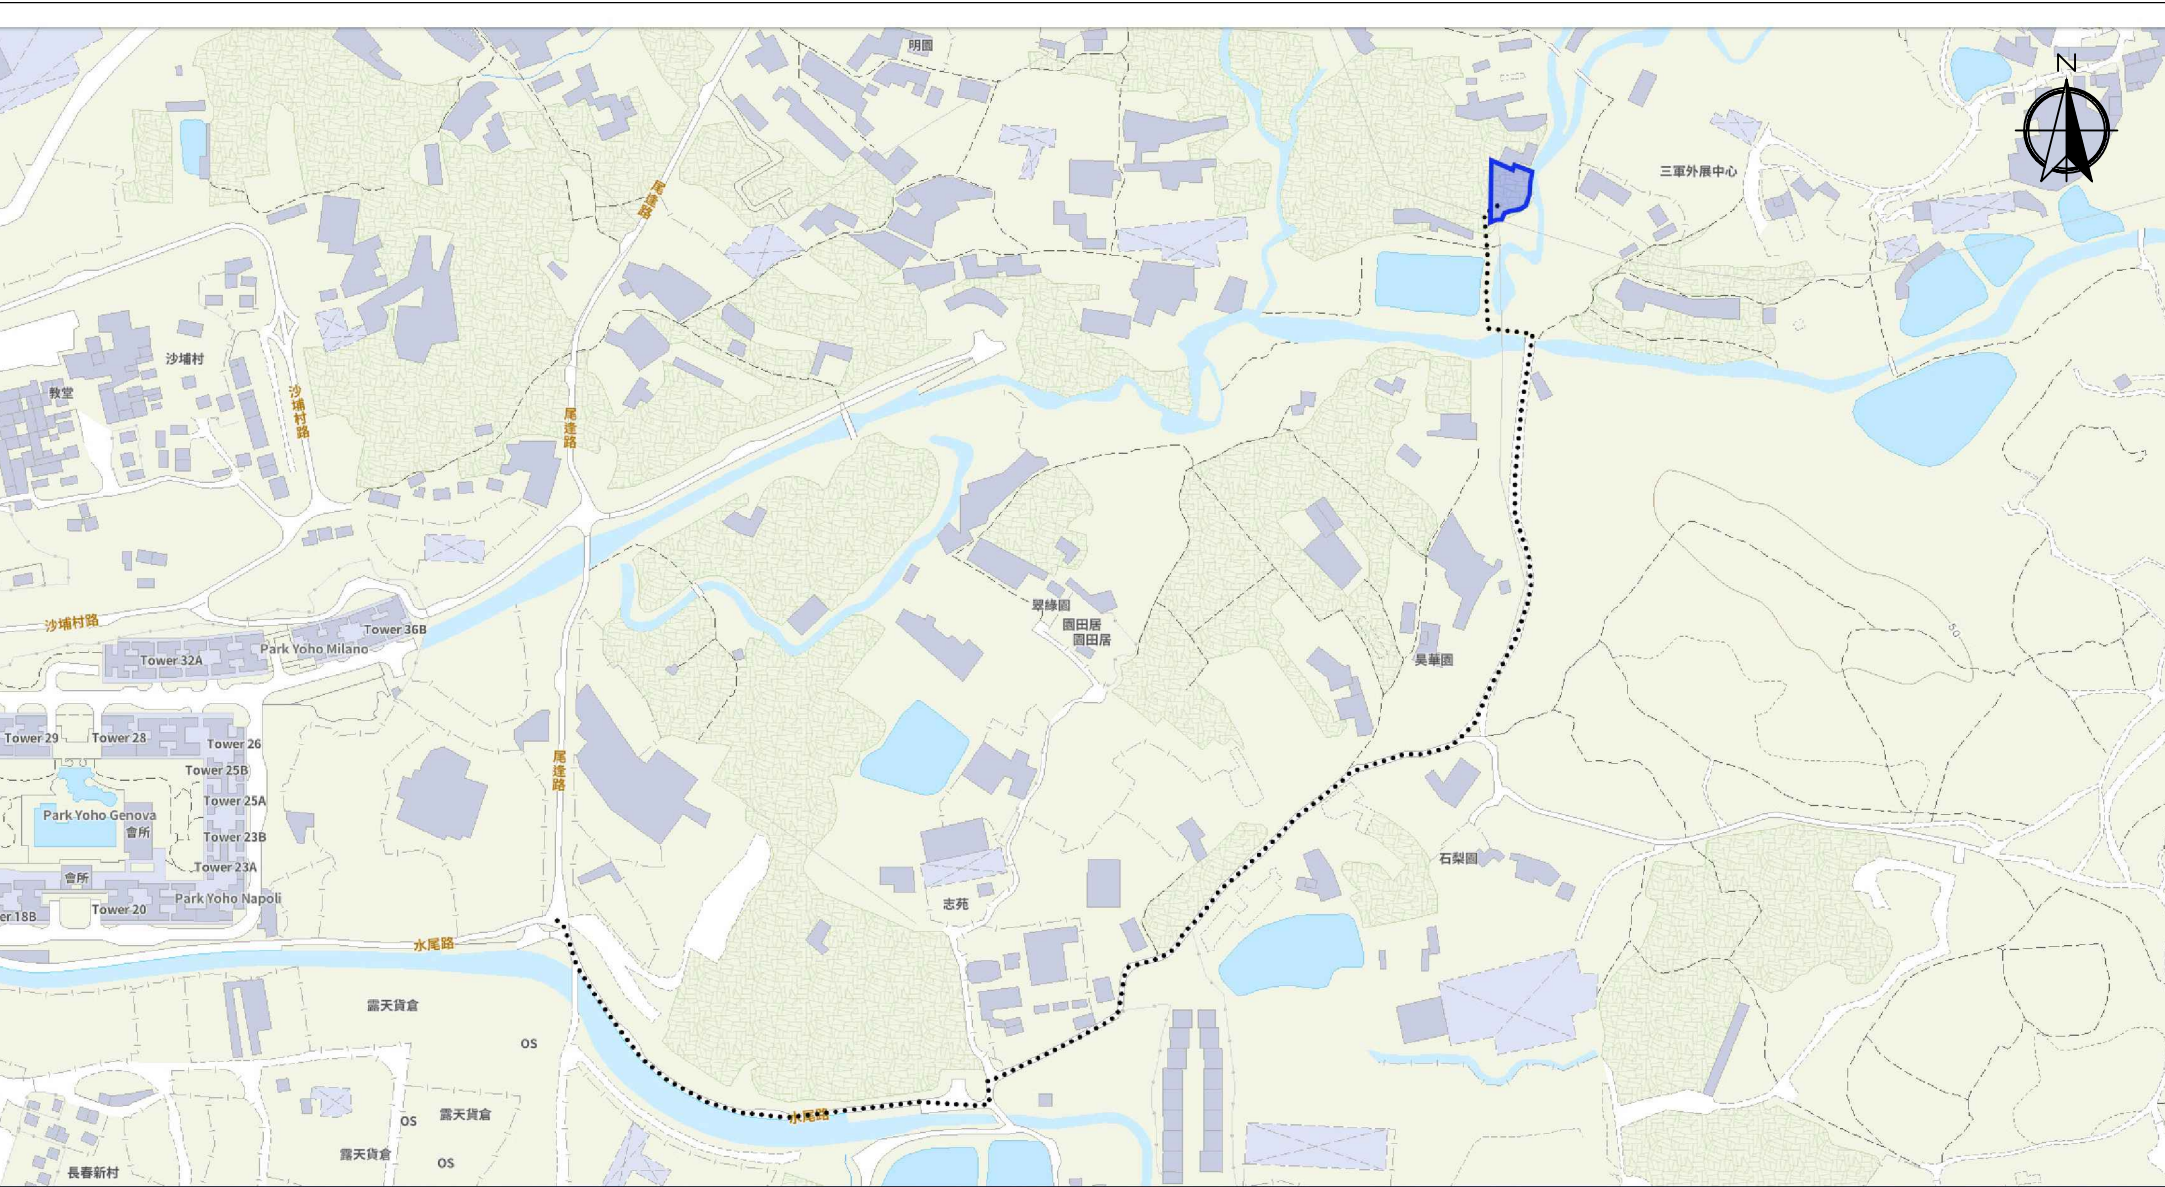 明園
N
三軍外展中心
尾逢路
沙埔村
教堂
沙埔村路
尾逢路
翠綠園
園田居
園田居
沙埔村路
Tower 36B
Park Yoho Milano
Tower 32A
50
昊華園
Tower 29
Tower 28
Tower 26
Tower 25B
尾逢路
Tower 25A
Park Yoho Genova
會所
Tower 23B
石梨園
Tower 23A
會所
Park Yoho Napoli
志苑
Tower 20
er 18B
水尾路
露天貨倉
OS
水尾路
露天貨倉
OS
露天貨倉
OS
長春新村